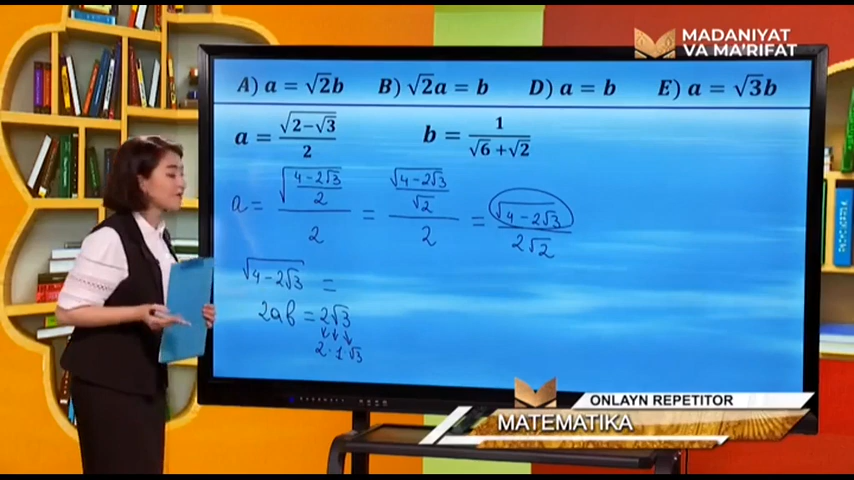 MADANIYAT
VA MA'RIFAT
A) a = √2b B) √2a = b D) a = b E) a = √3b
a = √(2−√3)/2 b = 1/(√6+√2)
a = √((4−2√3)/2)/2 = (√(4−2√3)/√2)/2 = √(4−2√3)/(2√2)
√(4−2√3) =
2ab = 2√3
2·1·√3
ONLAYN REPETITOR
MATEMATIKA